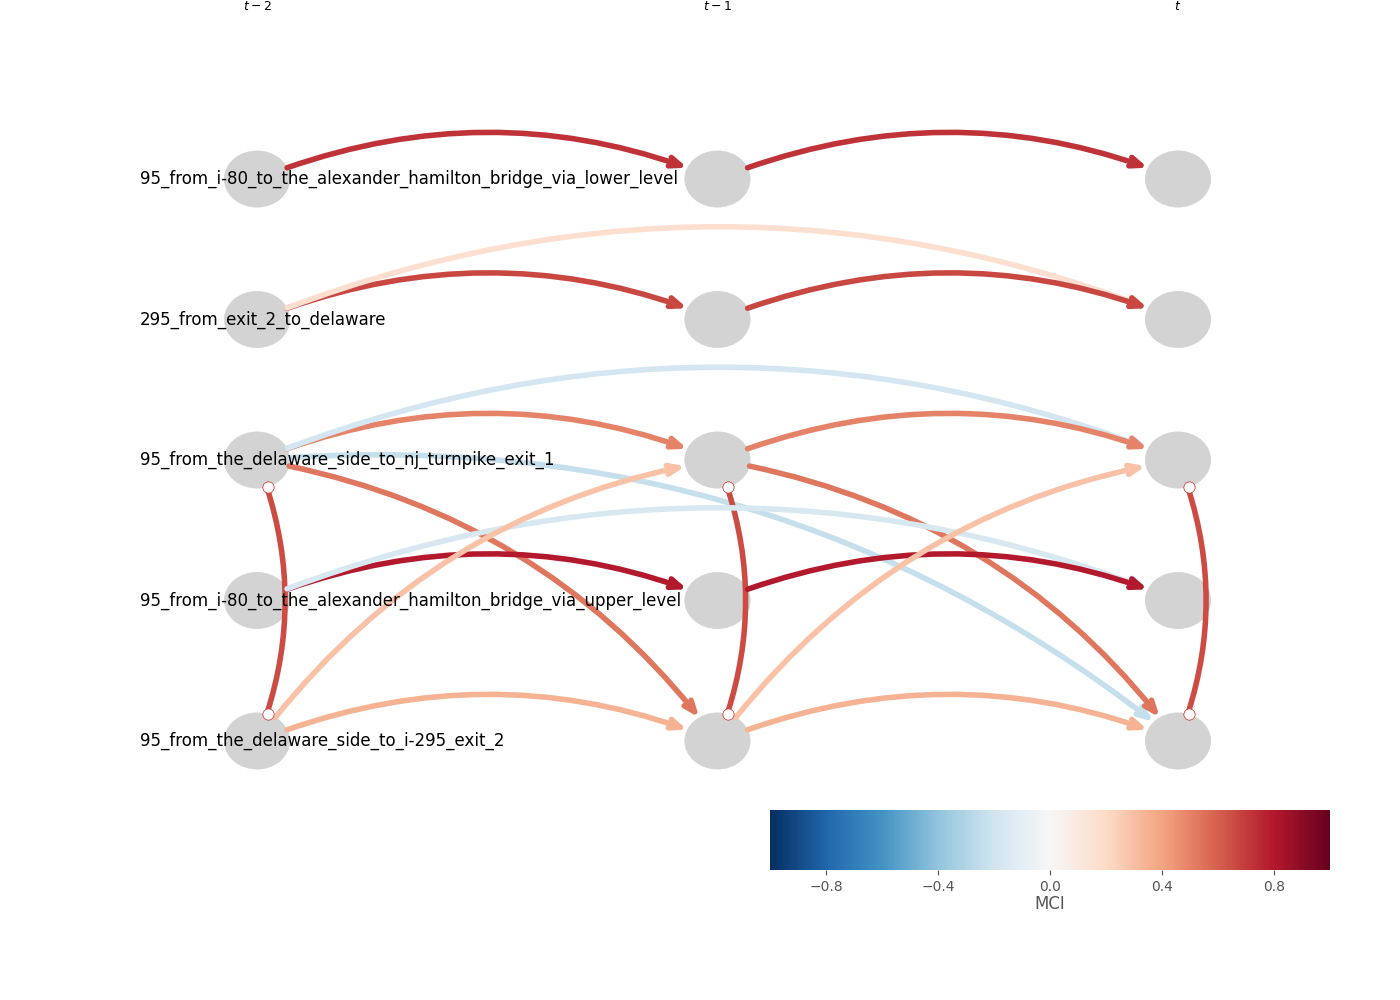 t − 2 t − 1 t
95_from_i-80_to_the_alexander_hamilton_bridge_via_lower_level
295_from_exit_2_to_delaware
95_from_the_delaware_side_to_nj_turnpike_exit_1
95_from_i-80_to_the_alexander_hamilton_bridge_via_upper_level
95_from_the_delaware_side_to_i-295_exit_2
−0.8 −0.4 0.0 0.4 0.8
MCI